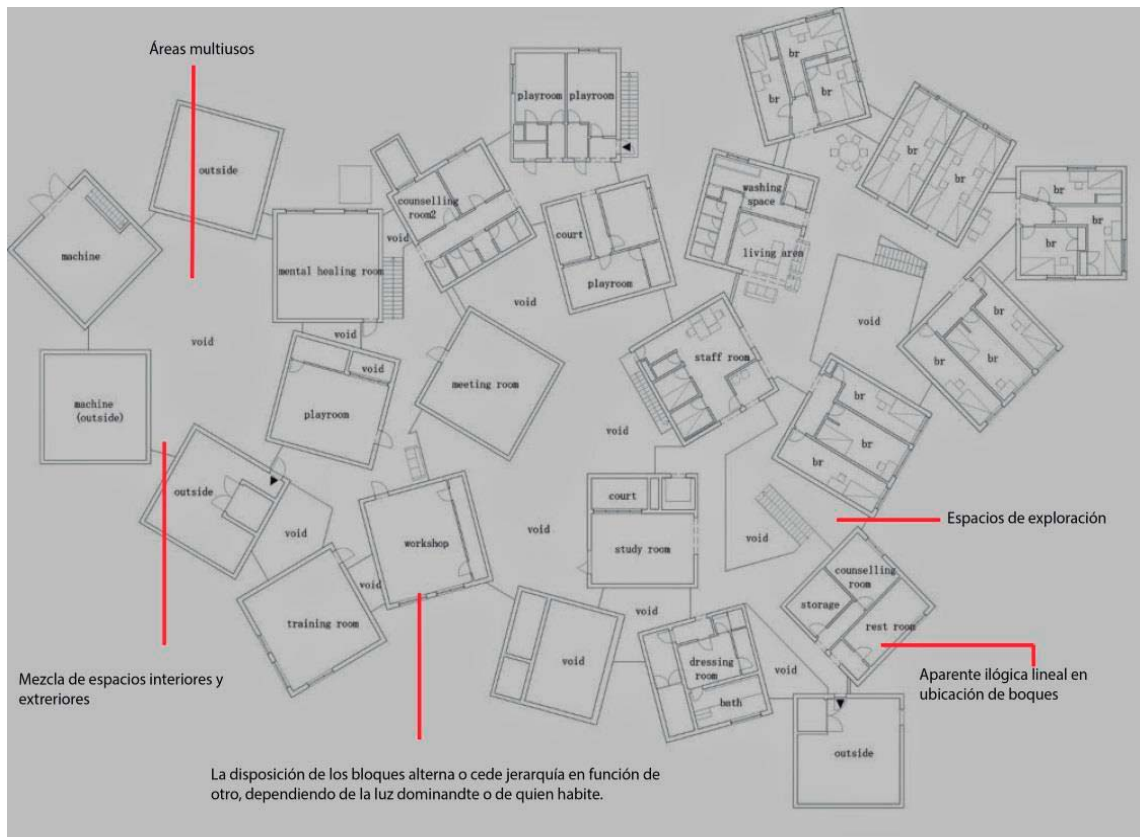 Áreas multiusos
playroom playroom
br
br
br
outside
br
br
br
br
br
washing
space
living area
counselling
room2
void
court
playroom
machine
mental healing room
void
void
void
void
void
staff room
br
br
br
meeting room
playroom
machine
(outside)
void
br
br
br
outside
court
study room
void
void
workshop
void
void
Espacios de exploración
counselling
room
storage
rest room
training room
void
void
void
dressing
room
bath
void
outside
Mezcla de espacios interiores y
extreriores
Aparente ilógica lineal en
ubicación de boques
La disposición de los bloques alterna o cede jerarquía en función de
otro, dependiendo de la luz dominandte o de quien habite.